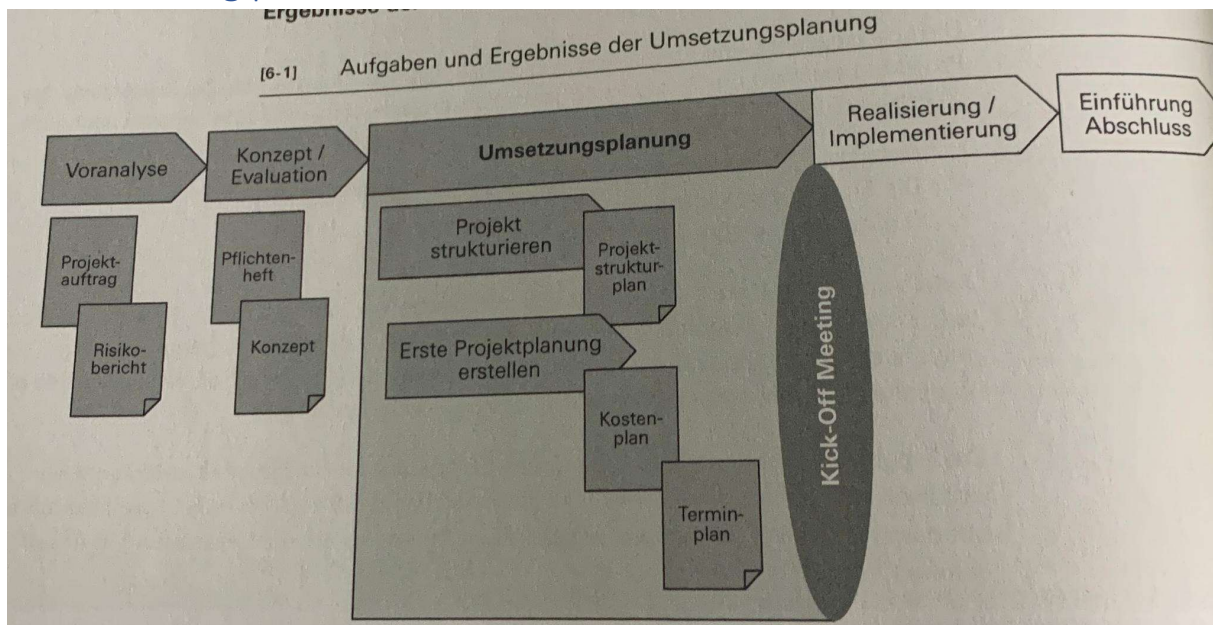 [6-1] Aufgaben und Ergebnisse der Umsetzungsplanung
Voranalyse
Konzept /
Evaluation
Umsetzungsplanung
Realisierung /
Implementierung
Einführung
Abschluss
Projekt-
auftrag
Risiko-
bericht
Pflichten-
heft
Konzept
Projekt
strukturieren
Projekt-
struktur-
plan
Erste Projektplanung
erstellen
Kosten-
plan
Termin-
plan
Kick-Off Meeting